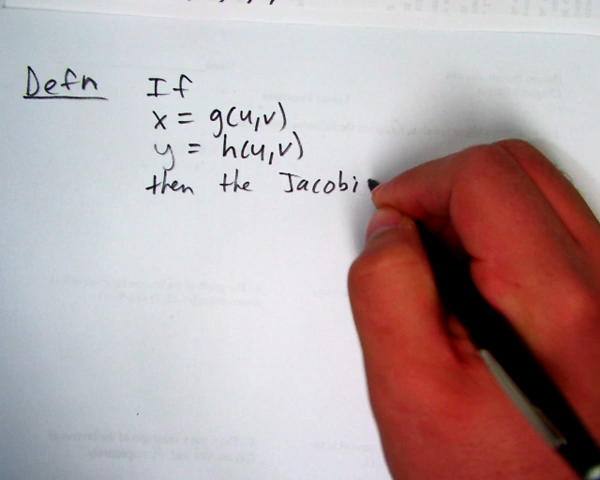 Defn If
x = g(u,v)
y = h(u,v)
then the Jacobi